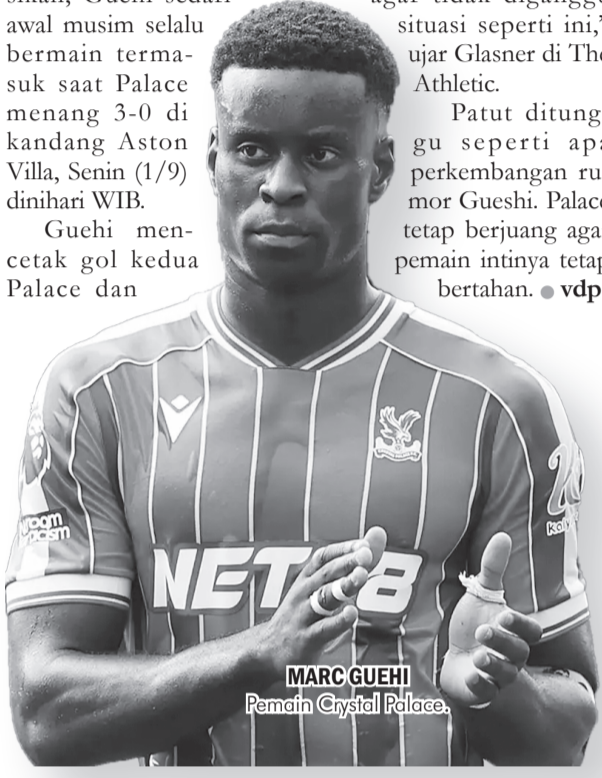 awal musim selalu
bermain terma-
suk saat Palace
menang 3-0 di
kandang Aston
Villa, Senin (1/9)
dinihari WIB.
Guehi men-
cetak gol kedua
Palace dan
situasi seperti ini,"
ujar Glasner di The
Athletic.
Patut ditung-
gu seperti apa
perkembangan ru-
mor Gueshi. Palace
tetap berjuang agar
pemain intinya tetap
bertahan. ● vdp
NET 8
MARC GUEHI
Pemain Crystal Palace.